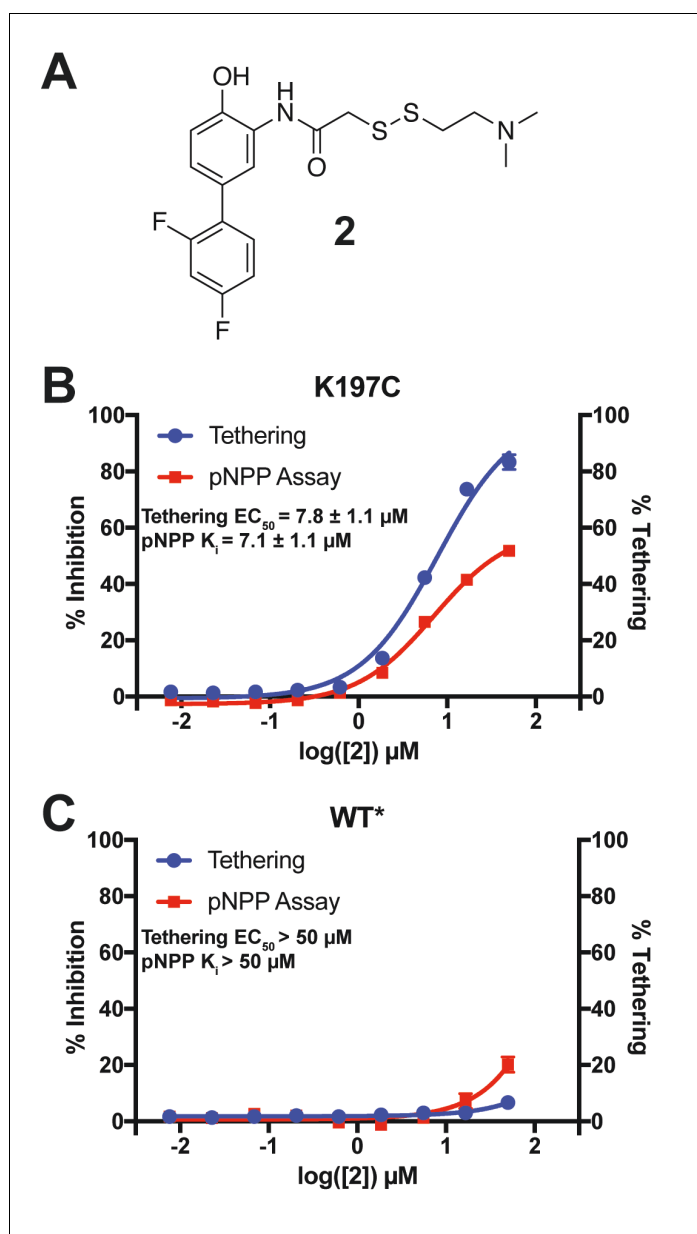 A
OH
H
N
S
S
N
O
F
2
F
B
K197C
100
80
60
40
20
0
% Inhibition
Tethering
pNPP Assay
Tethering EC50 = 7.8 ± 1.1 µM
pNPP Ki = 7.1 ± 1.1 µM
100
80
60
40
20
0
% Tethering
-2 -1 0 1 2
log([2]) µM
C
WT*
100
80
60
40
20
0
% Inhibition
Tethering
pNPP Assay
Tethering EC50 > 50 µM
pNPP Ki > 50 µM
100
80
60
40
20
0
% Tethering
-2 -1 0 1 2
log([2]) µM